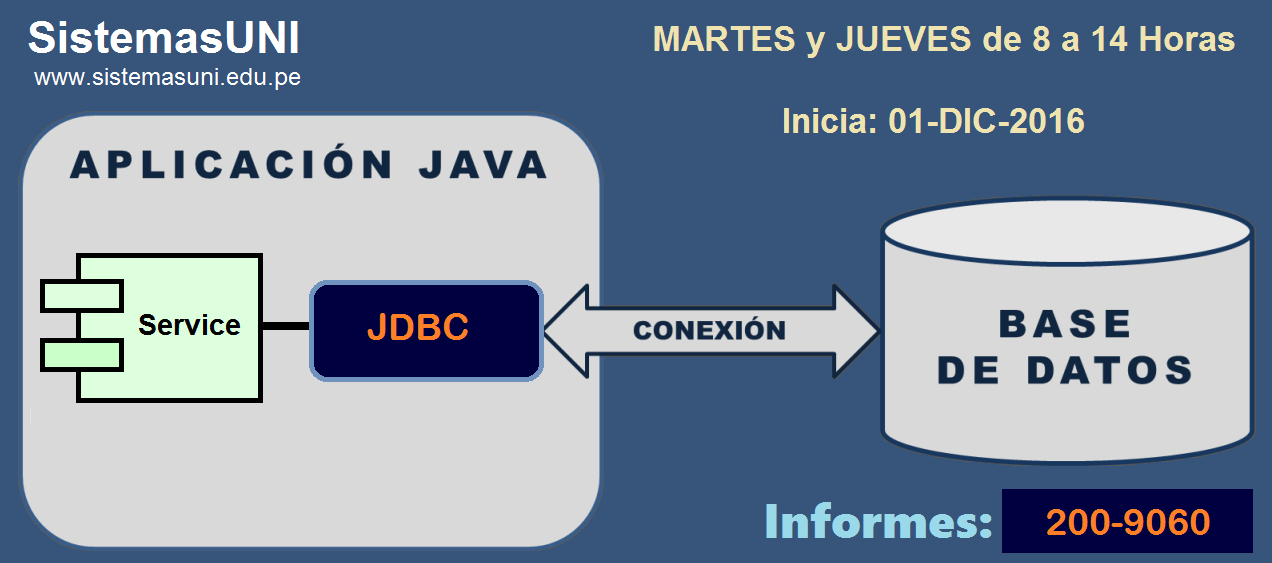 SistemasUNI
www.sistemasuni.edu.pe
MARTES y JUEVES de 8 a 14 Horas
Inicia: 01-DIC-2016
APLICACIÓN JAVA
Service
JDBC
CONEXIÓN
BASE
DE DATOS
Informes:
200-9060